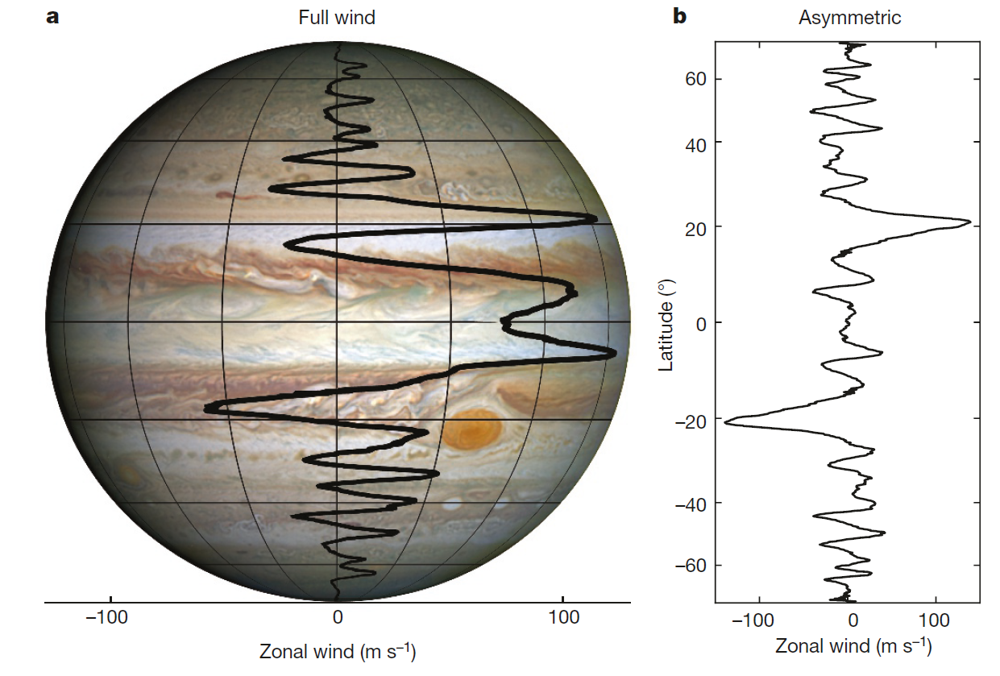 a
Full wind
−100
0
100
Zonal wind (m s−1)
b
Asymmetric
60
40
20
0
−20
−40
−60
Latitude (°)
−100
0
100
Zonal wind (m s−1)